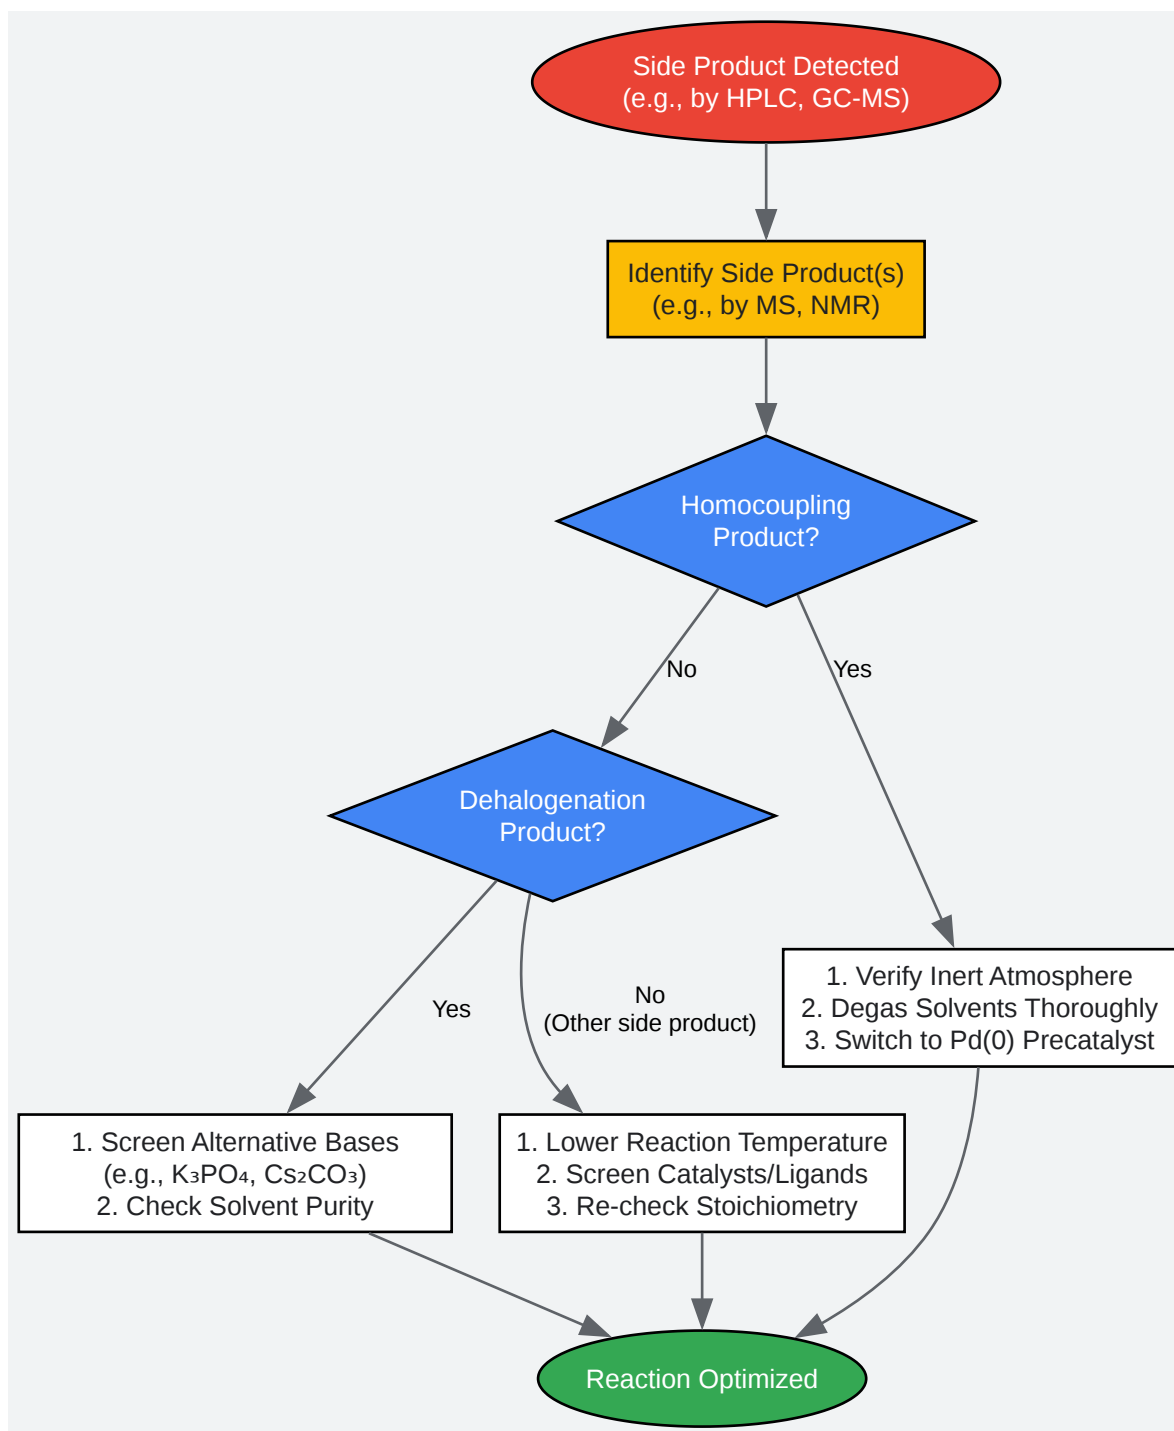 Side Product Detected
(e.g., by HPLC, GC-MS)
Identify Side Product(s)
(e.g., by MS, NMR)
Homocoupling
Product?
No
Yes
Dehalogenation
Product?
Yes
No
(Other side product)
1. Verify Inert Atmosphere
2. Degas Solvents Thoroughly
3. Switch to Pd(0) Precatalyst
1. Screen Alternative Bases
(e.g., K₃PO₄, Cs₂CO₃)
2. Check Solvent Purity
1. Lower Reaction Temperature
2. Screen Catalysts/Ligands
3. Re-check Stoichiometry
Reaction Optimized